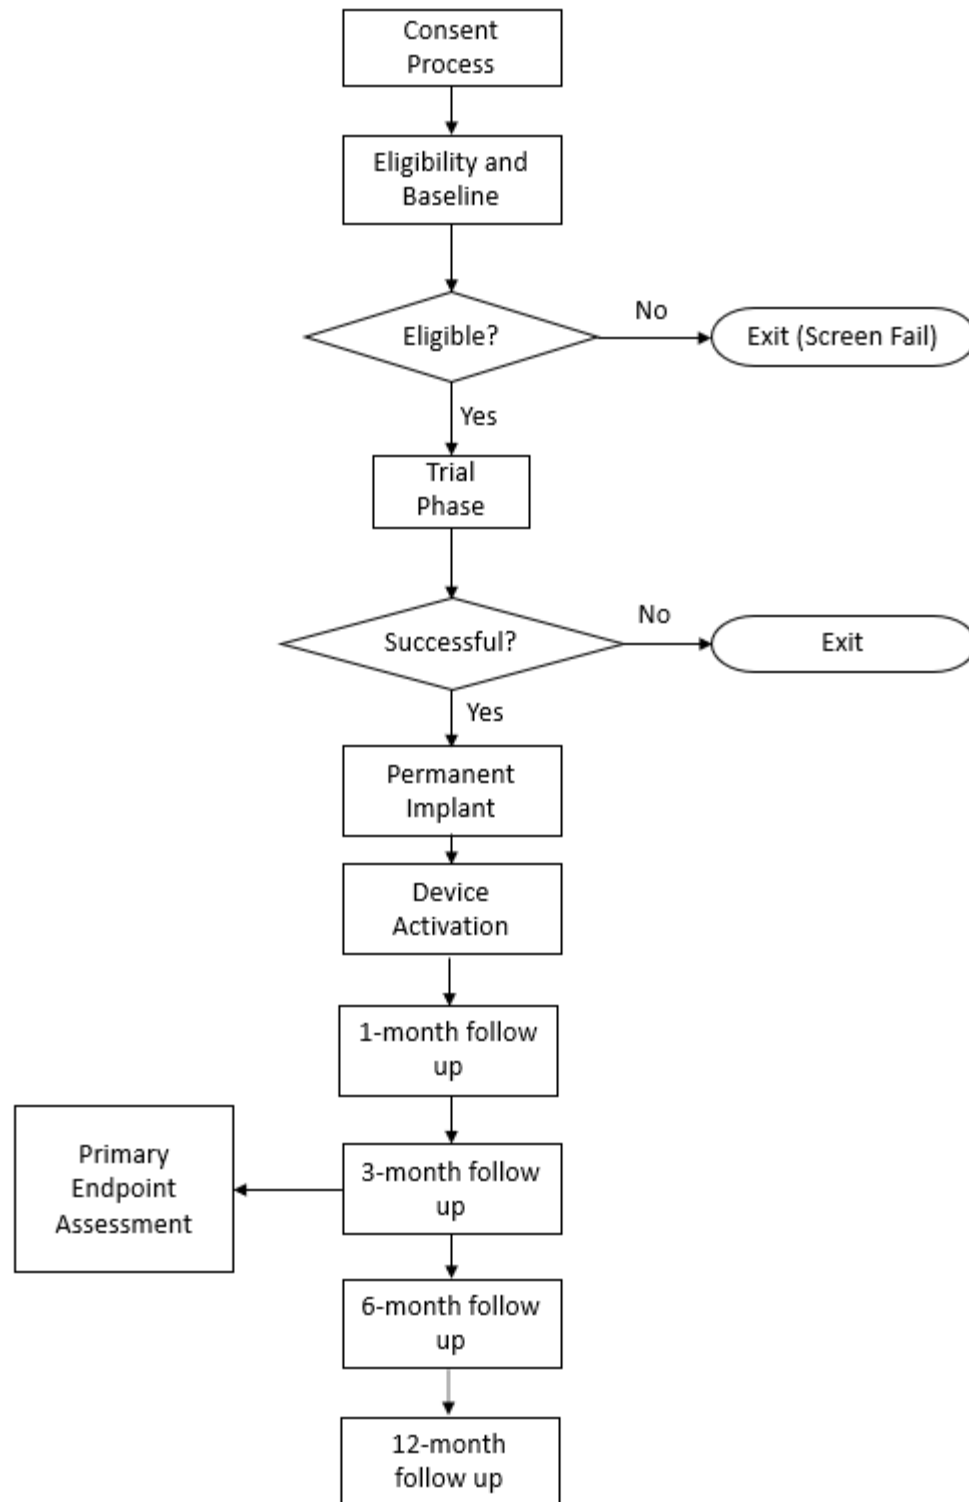 Consent
Process
Eligibility and
Baseline
Eligible?
No
Exit (Screen Fail)
Yes
Trial
Phase
Successful?
No
Exit
Yes
Permanent
Implant
Device
Activation
1-month follow
up
Primary
Endpoint
Assessment
3-month follow
up
6-month follow
up
12-month
follow up